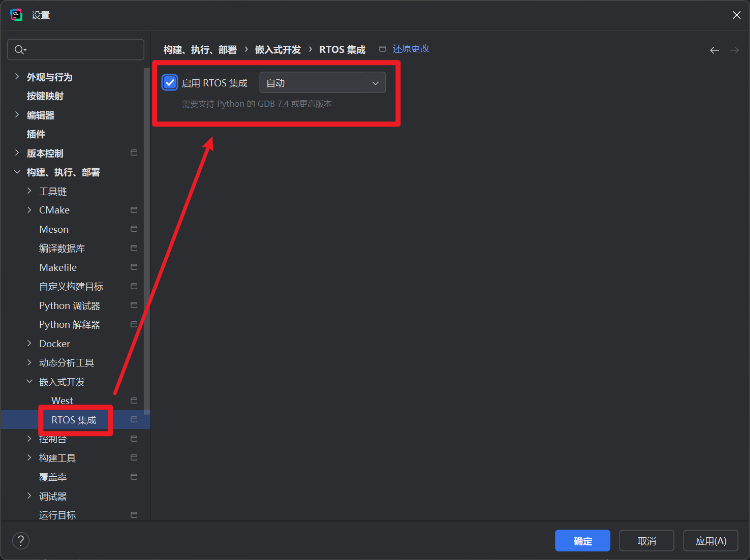 设置
外观与行为
按键映射
编辑器
插件
版本控制
构建、执行、部署
工具链
CMake
Meson
编译数据库
Makefile
自定义构建目标
Python 调试器
Python 解释器
Docker
动态分析工具
嵌入式开发
West
RTOS 集成
控制台
构建工具
覆盖率
调试器
运行目标
构建、执行、部署 › 嵌入式开发 › RTOS 集成 还原更改
启用 RTOS 集成 自动
需要支持 Python 的 GDB 7.4 或更高版本
? 确定 取消 应用(A)